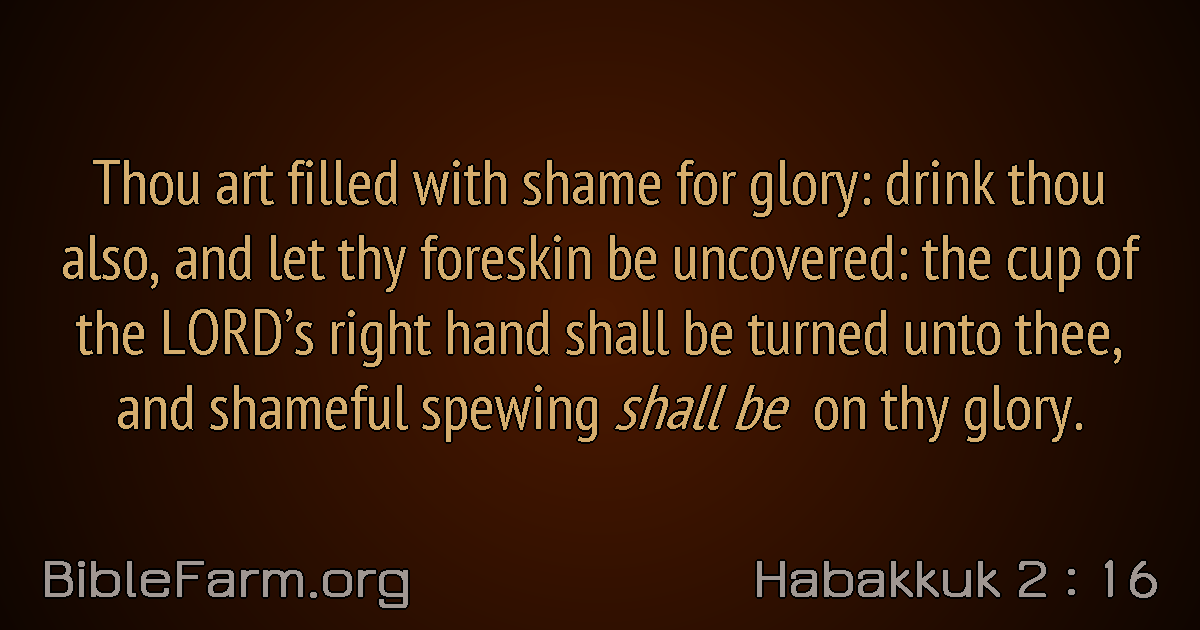 Thou art filled with shame for glory: drink thou
also, and let thy foreskin be uncovered: the cup of
the LORD’s right hand shall be turned unto thee,
and shameful spewing shall be on thy glory.
BibleFarm.org
Habakkuk 2 : 16